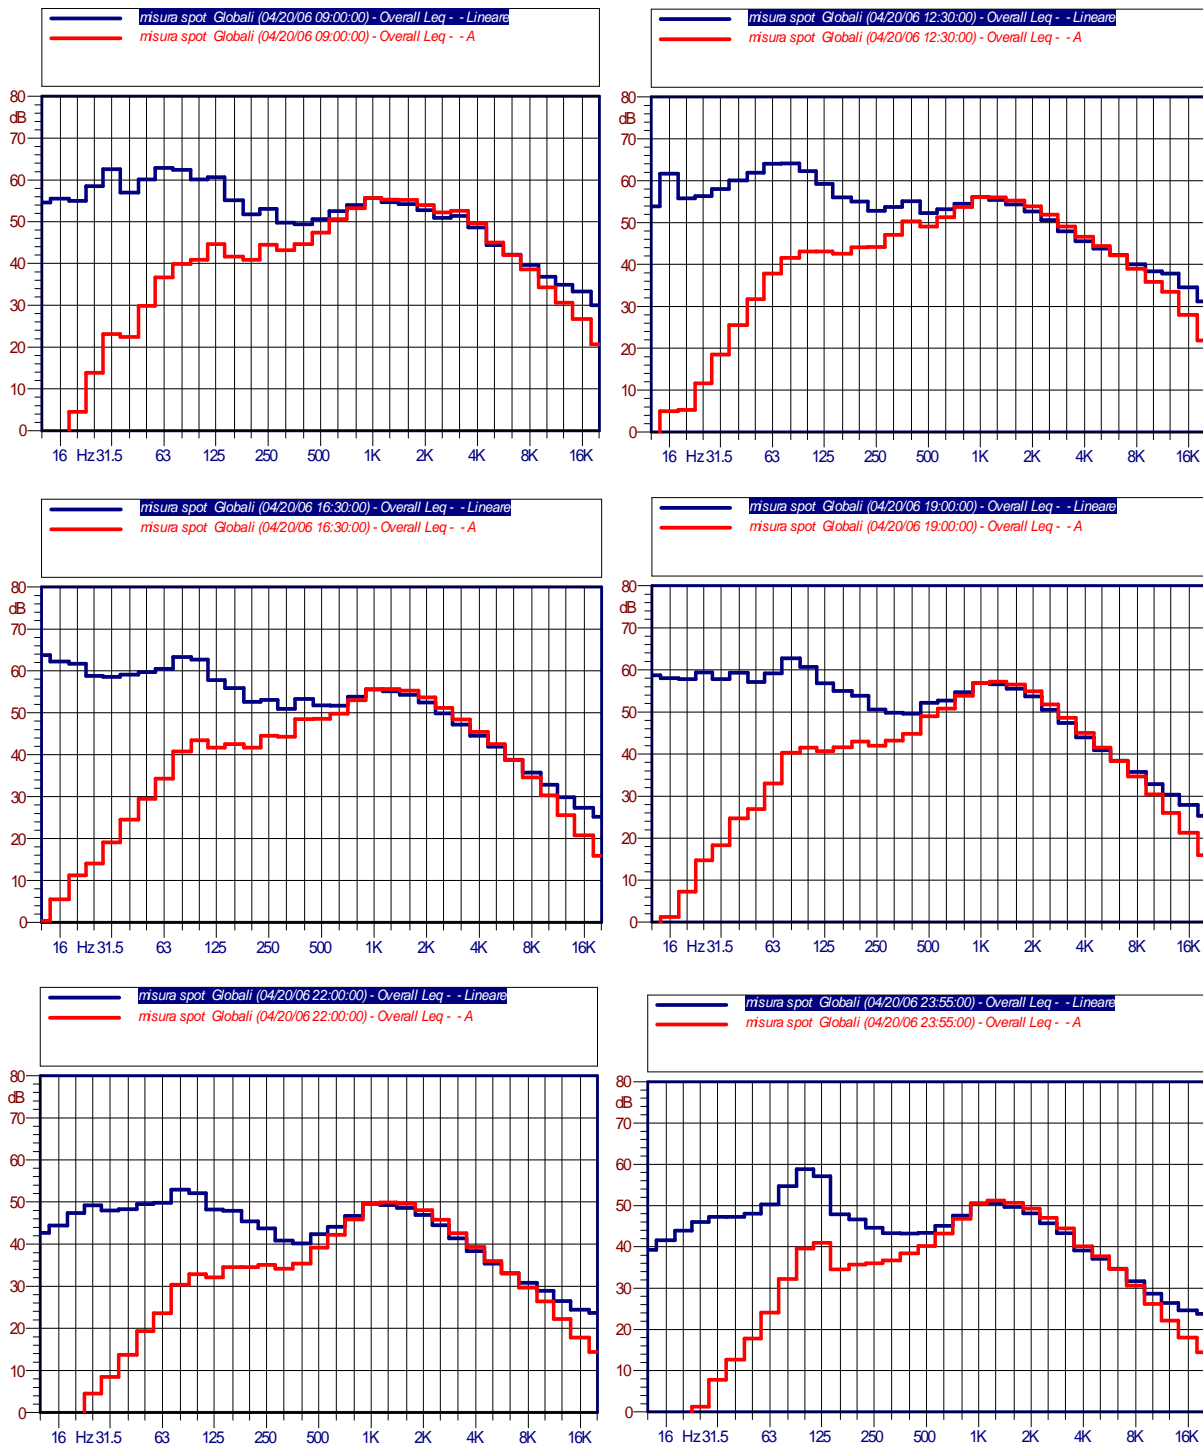 misura spot Globali (04/20/06 09:00:00) - Overall Leq - - Lineare
misura spot Globali (04/20/06 09:00:00) - Overall Leq - - A
80
dB
70
60
50
40
30
20
10
0
16 Hz 31.5 63 125 250 500 1K 2K 4K 8K 16K
misura spot Globali (04/20/06 12:30:00) - Overall Leq - - Lineare
misura spot Globali (04/20/06 12:30:00) - Overall Leq - - A
80
dB
70
60
50
40
30
20
10
0
16 Hz 31.5 63 125 250 500 1K 2K 4K 8K 16K
misura spot Globali (04/20/06 16:30:00) - Overall Leq - - Lineare
misura spot Globali (04/20/06 16:30:00) - Overall Leq - - A
80
dB
70
60
50
40
30
20
10
0
16 Hz 31.5 63 125 250 500 1K 2K 4K 8K 16K
misura spot Globali (04/20/06 19:00:00) - Overall Leq - - Lineare
misura spot Globali (04/20/06 19:00:00) - Overall Leq - - A
80
dB
70
60
50
40
30
20
10
0
16 Hz 31.5 63 125 250 500 1K 2K 4K 8K 16K
misura spot Globali (04/20/06 22:00:00) - Overall Leq - - Lineare
misura spot Globali (04/20/06 22:00:00) - Overall Leq - - A
80
dB
70
60
50
40
30
20
10
0
16 Hz 31.5 63 125 250 500 1K 2K 4K 8K 16K
misura spot Globali (04/20/06 23:55:00) - Overall Leq - - Lineare
misura spot Globali (04/20/06 23:55:00) - Overall Leq - - A
80
dB
70
60
50
40
30
20
10
0
16 Hz 31.5 63 125 250 500 1K 2K 4K 8K 16K